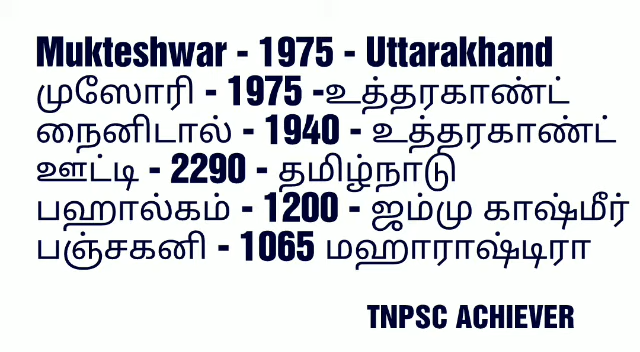 Mukteshwar - 1975 - Uttarakhand
முஸோரி - 1975 -உத்தரகாண்ட்
நைனிடால் - 1940 - உத்தரகாண்ட்
ஊட்டி - 2290 - தமிழ்நாடு
பஹால்கம் - 1200 - ஜம்மு காஷ்மீர்
பஞ்சகனி - 1065 மஹாராஷ்டிரா
TNPSC ACHIEVER